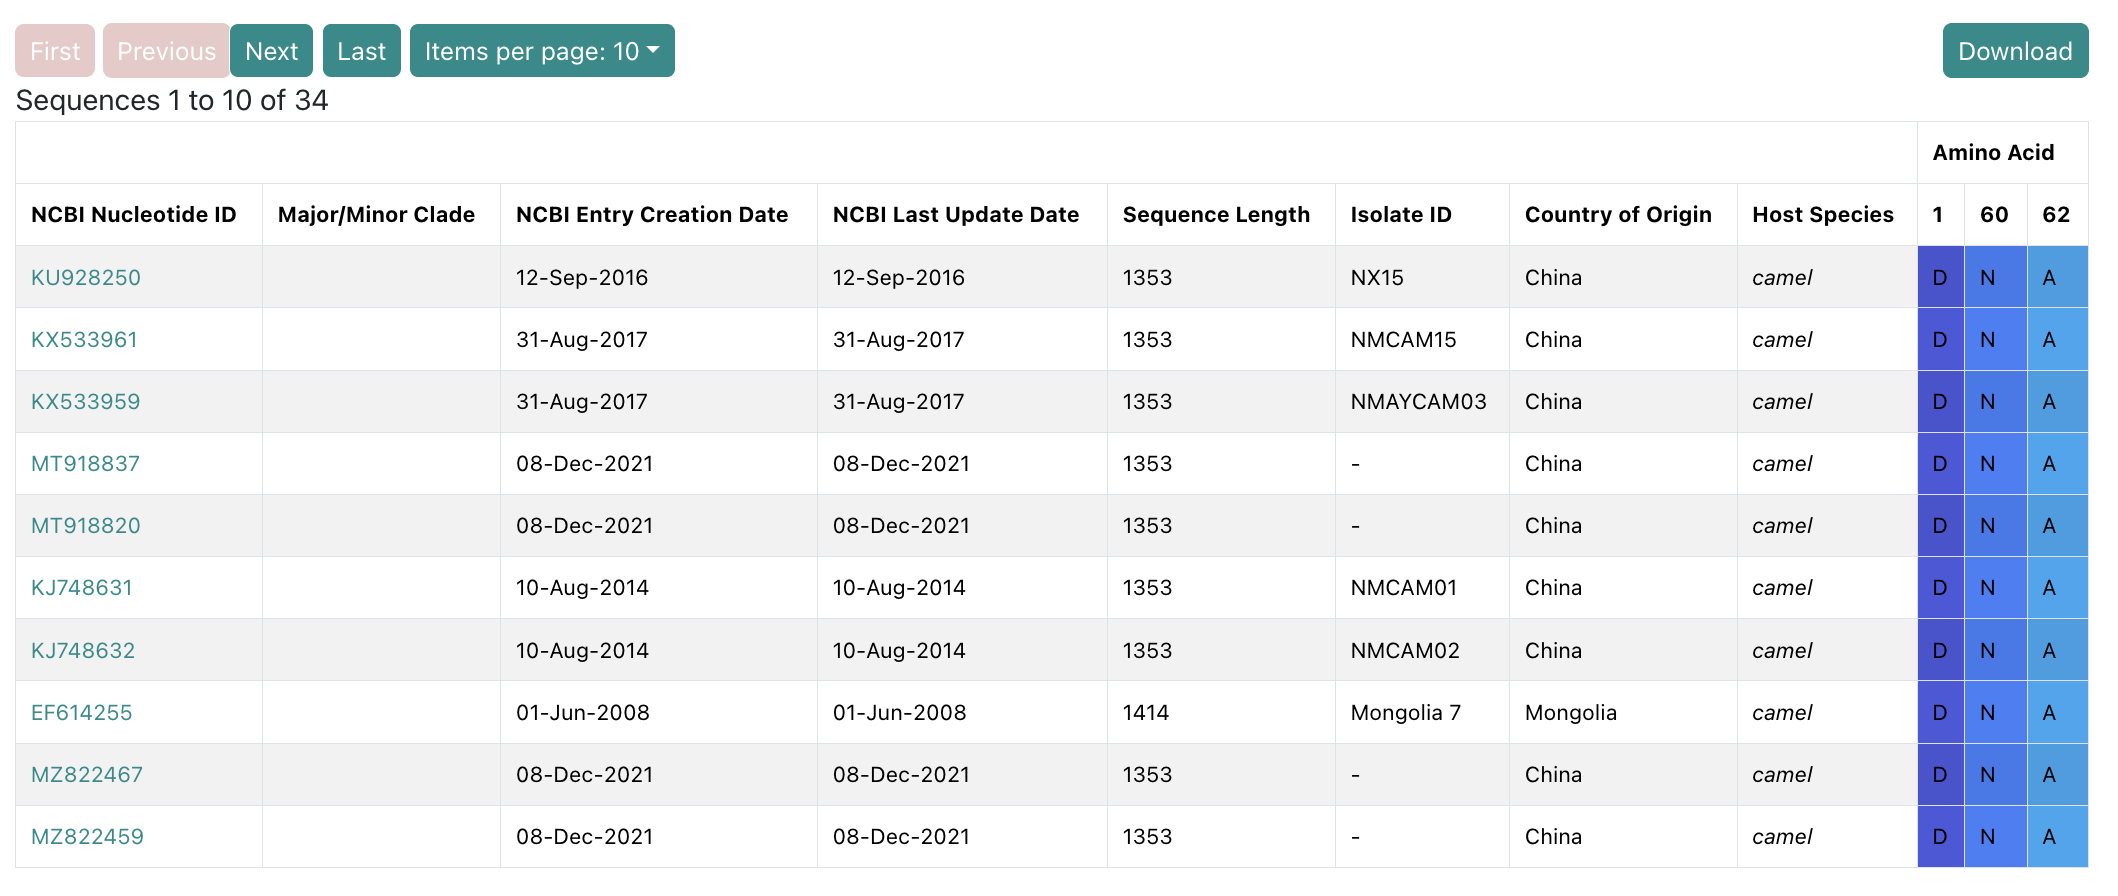 First Previous Next Last Items per page: 10 Download
Sequences 1 to 10 of 34
Amino Acid
NCBI Nucleotide ID Major/Minor Clade NCBI Entry Creation Date NCBI Last Update Date Sequence Length Isolate ID Country of Origin Host Species 1 60 62
KU928250 12-Sep-2016 12-Sep-2016 1353 NX15 China camel D N A
KX533961 31-Aug-2017 31-Aug-2017 1353 NMCAM15 China camel D N A
KX533959 31-Aug-2017 31-Aug-2017 1353 NMAYCAM03 China camel D N A
MT918837 08-Dec-2021 08-Dec-2021 1353 - China camel D N A
MT918820 08-Dec-2021 08-Dec-2021 1353 - China camel D N A
KJ748631 10-Aug-2014 10-Aug-2014 1353 NMCAM01 China camel D N A
KJ748632 10-Aug-2014 10-Aug-2014 1353 NMCAM02 China camel D N A
EF614255 01-Jun-2008 01-Jun-2008 1414 Mongolia 7 Mongolia camel D N A
MZ822467 08-Dec-2021 08-Dec-2021 1353 - China camel D N A
MZ822459 08-Dec-2021 08-Dec-2021 1353 - China camel D N A